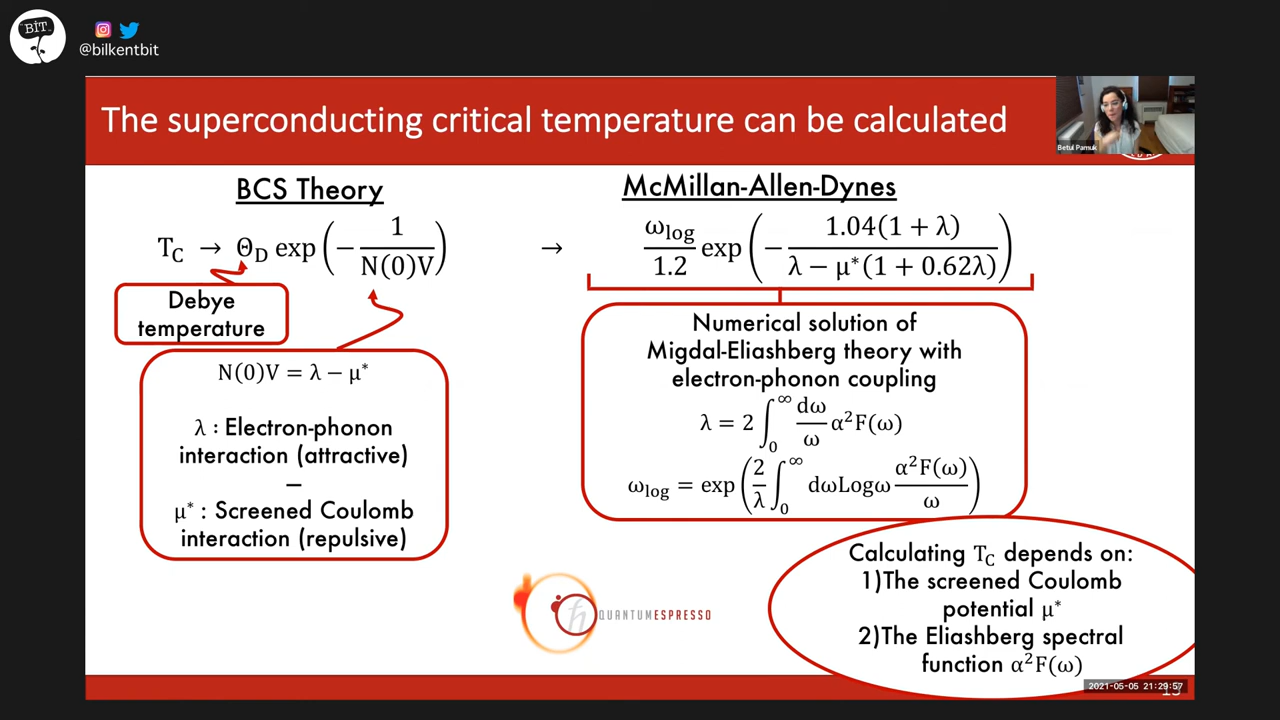 BİT
@bilkentbit
The superconducting critical temperature can be calculated
Betul Pamuk
BCS Theory
T_C → Θ_D exp(−1/N(0)V)
Debye
temperature
N(0)V = λ − μ*
λ : Electron-phonon
interaction (attractive)
−
μ* : Screened Coulomb
interaction (repulsive)
McMillan-Allen-Dynes
→ ω_log/1.2 exp(−1.04(1 + λ)/λ − μ*(1 + 0.62λ))
Numerical solution of
Migdal-Eliashberg theory with
electron-phonon coupling
λ = 2 ∫₀^∞ dω/ω α²F(ω)
ω_log = exp(2/λ ∫₀^∞ dωLogω α²F(ω)/ω)
Calculating T_C depends on:
1)The screened Coulomb
potential μ*
2)The Eliashberg spectral
function α²F(ω)
ħ QUANTUMESPRESSO
2021-05-05 21:29:57